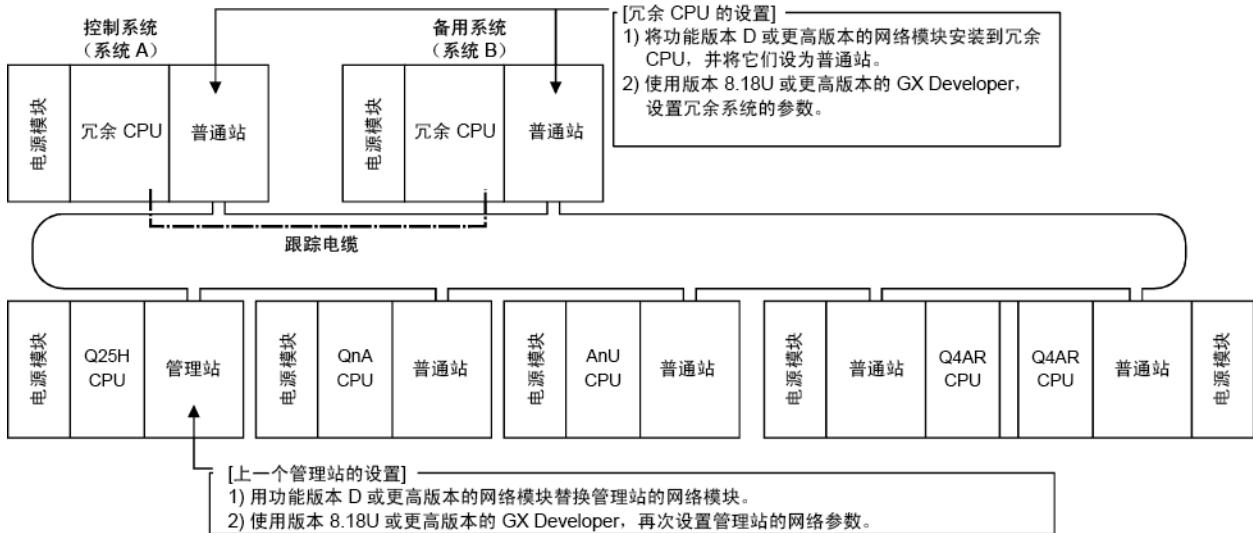 控制系统
（系统 A）
备用系统
（系统 B）
[冗余 CPU 的设置]
1) 将功能版本 D 或更高版本的网络模块安装到冗余
CPU，并将它们设为普通站。
2) 使用版本 8.18U 或更高版本的 GX Developer，
设置冗余系统的参数。
电源模块
冗余 CPU
普通站
电源模块
冗余 CPU
普通站
跟踪电缆
电源模块
Q25H
CPU
管理站
电源模块
QnA
CPU
普通站
电源模块
AnU
CPU
普通站
电源模块
普通站
Q4AR
CPU
Q4AR
CPU
普通站
电源模块
[上一个管理站的设置]
1) 用功能版本 D 或更高版本的网络模块替换管理站的网络模块。
2) 使用版本 8.18U 或更高版本的 GX Developer，再次设置管理站的网络参数。